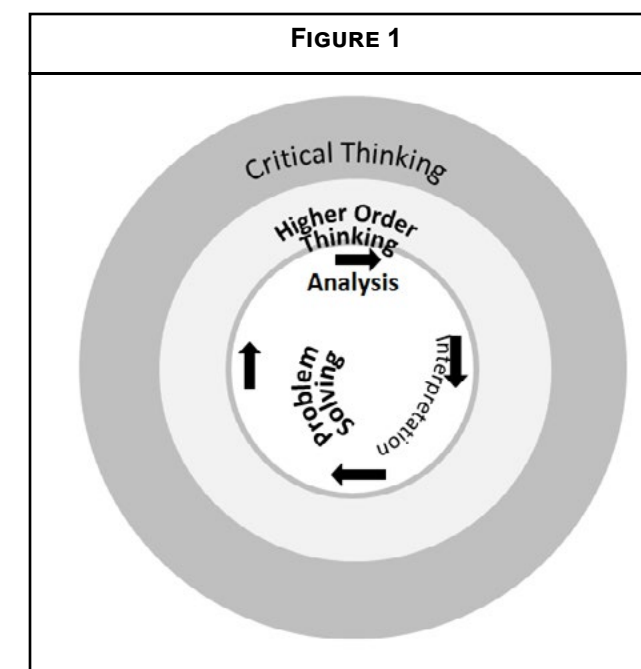 FIGURE 1
Critical Thinking
Higher Order
Thinking
Analysis
Interpretation
Problem
Solving